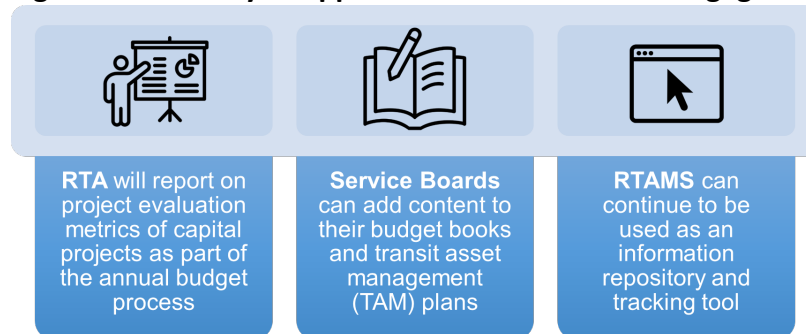 RTA will report on
project evaluation
metrics of capital
projects as part of
the annual budget
process
Service Boards
can add content to
their budget books
and transit asset
management
(TAM) plans
RTAMS can
continue to be
used as an
information
repository and
tracking tool